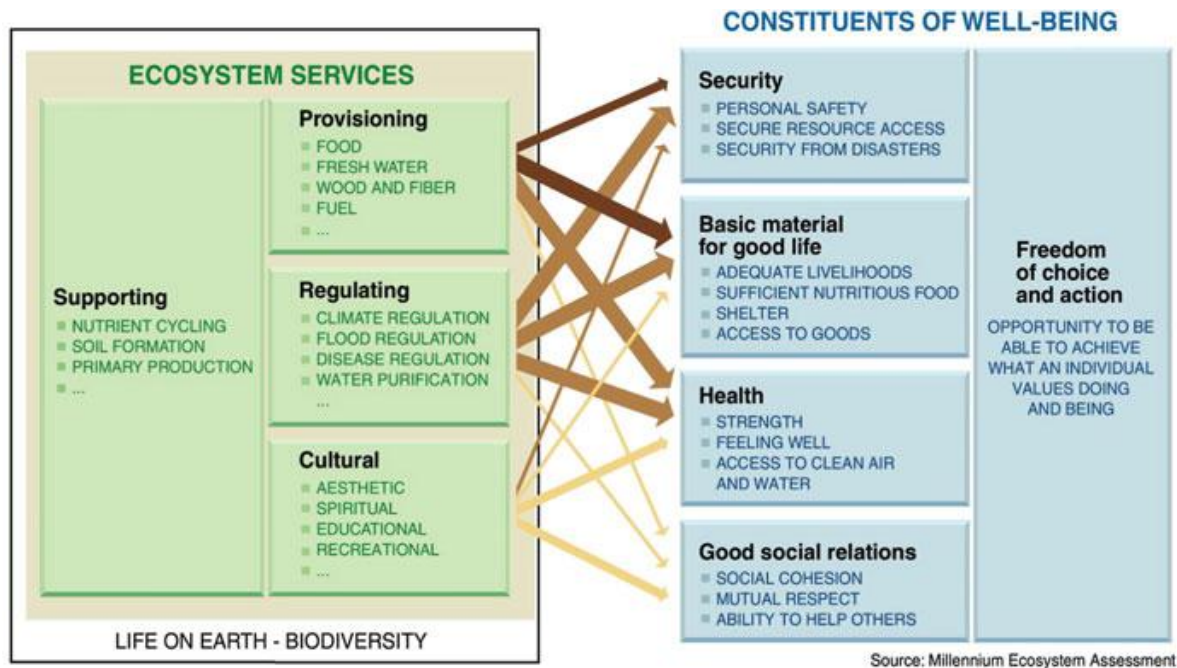 CONSTITUENTS OF WELL-BEING
ECOSYSTEM SERVICES
Supporting
NUTRIENT CYCLING
SOIL FORMATION
PRIMARY PRODUCTION
...
Provisioning
FOOD
FRESH WATER
WOOD AND FIBER
FUEL
...
Regulating
CLIMATE REGULATION
FLOOD REGULATION
DISEASE REGULATION
WATER PURIFICATION
...
Cultural
AESTHETIC
SPIRITUAL
EDUCATIONAL
RECREATIONAL
...
LIFE ON EARTH - BIODIVERSITY
Security
PERSONAL SAFETY
SECURE RESOURCE ACCESS
SECURITY FROM DISASTERS
Basic material
for good life
ADEQUATE LIVELIHOODS
SUFFICIENT NUTRITIOUS FOOD
SHELTER
ACCESS TO GOODS
Health
STRENGTH
FEELING WELL
ACCESS TO CLEAN AIR
AND WATER
Good social relations
SOCIAL COHESION
MUTUAL RESPECT
ABILITY TO HELP OTHERS
Freedom
of choice
and action
OPPORTUNITY TO BE
ABLE TO ACHIEVE
WHAT AN INDIVIDUAL
VALUES DOING
AND BEING
Source: Millennium Ecosystem Assessment